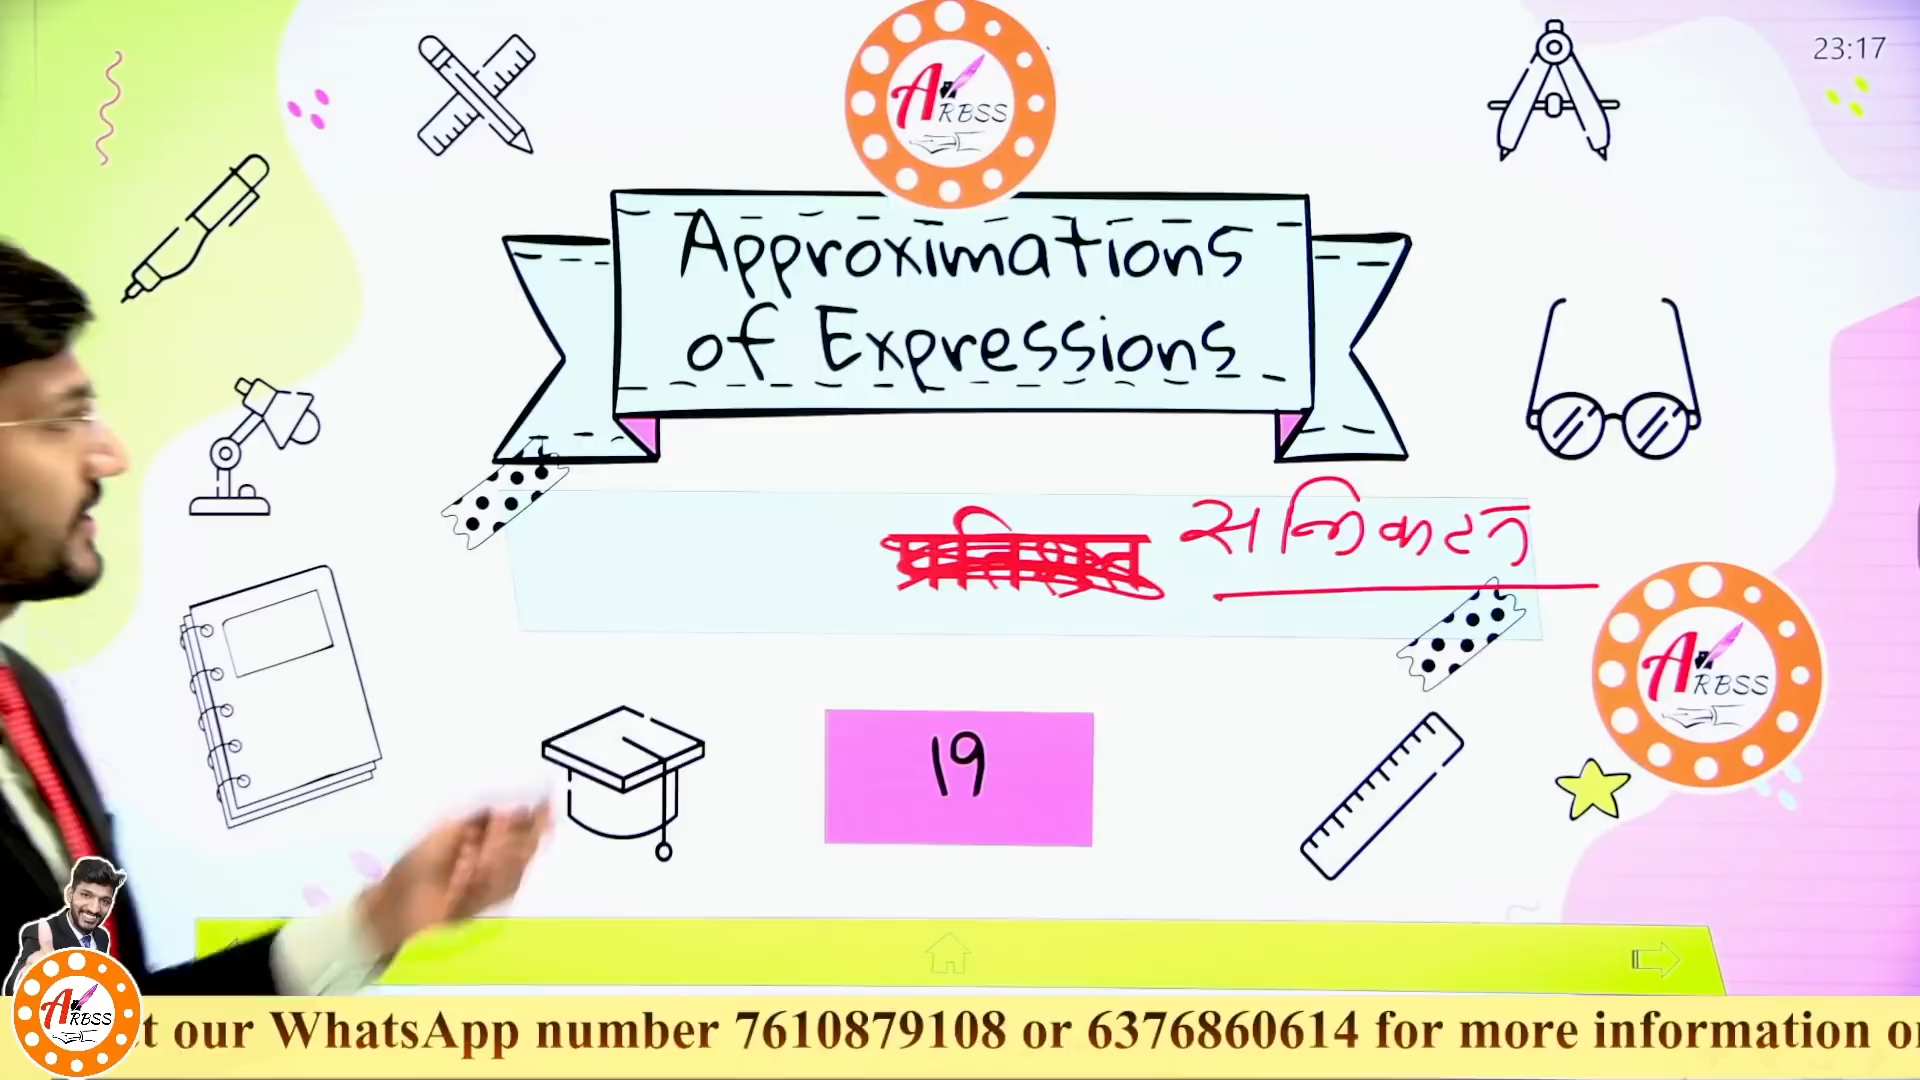 ARBSS
23:17
Approximations
of Expressions
सन्निकटन
ARBSS
19
ARBSS
t our WhatsApp number 7610879108 or 6376860614 for more information o